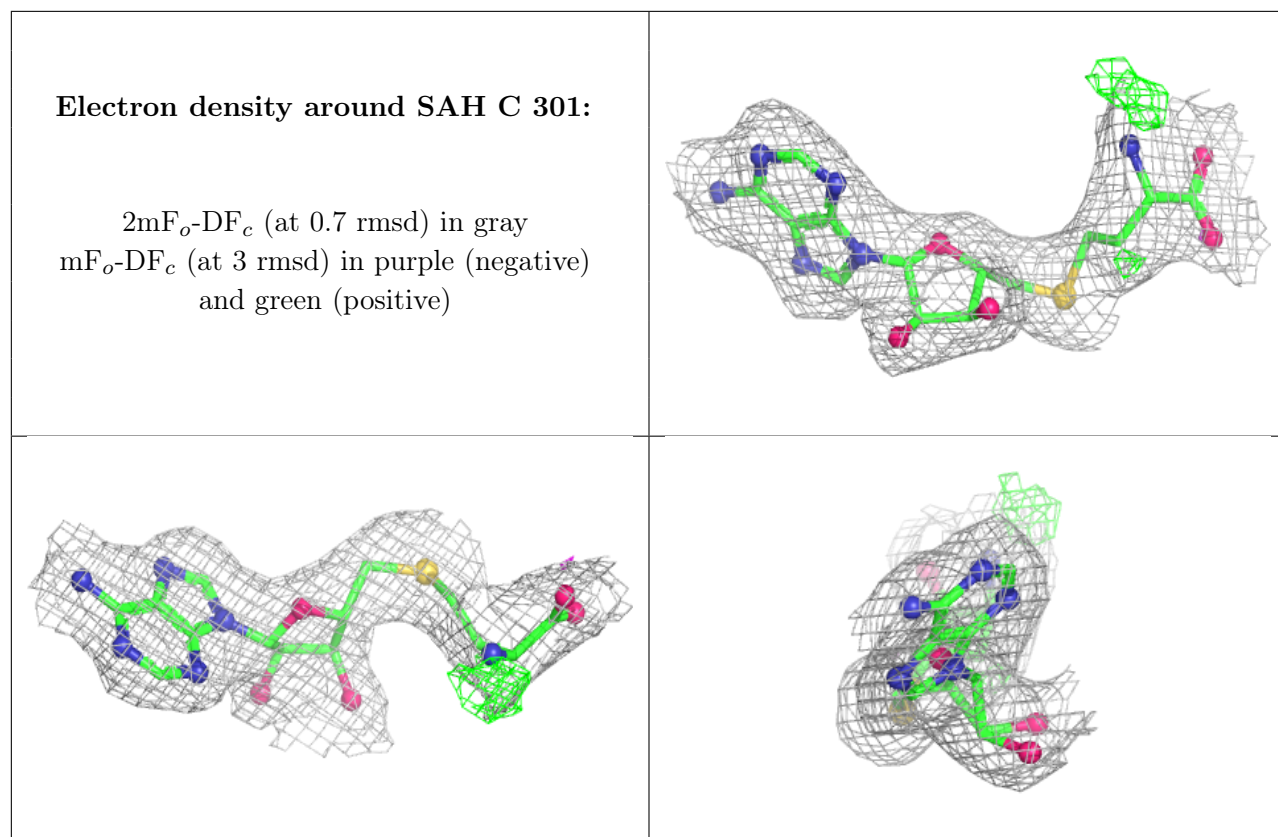 Electron density around SAH C 301:
2mFₒ-DF𝑐 (at 0.7 rmsd) in gray
mFₒ-DF𝑐 (at 3 rmsd) in purple (negative)
and green (positive)